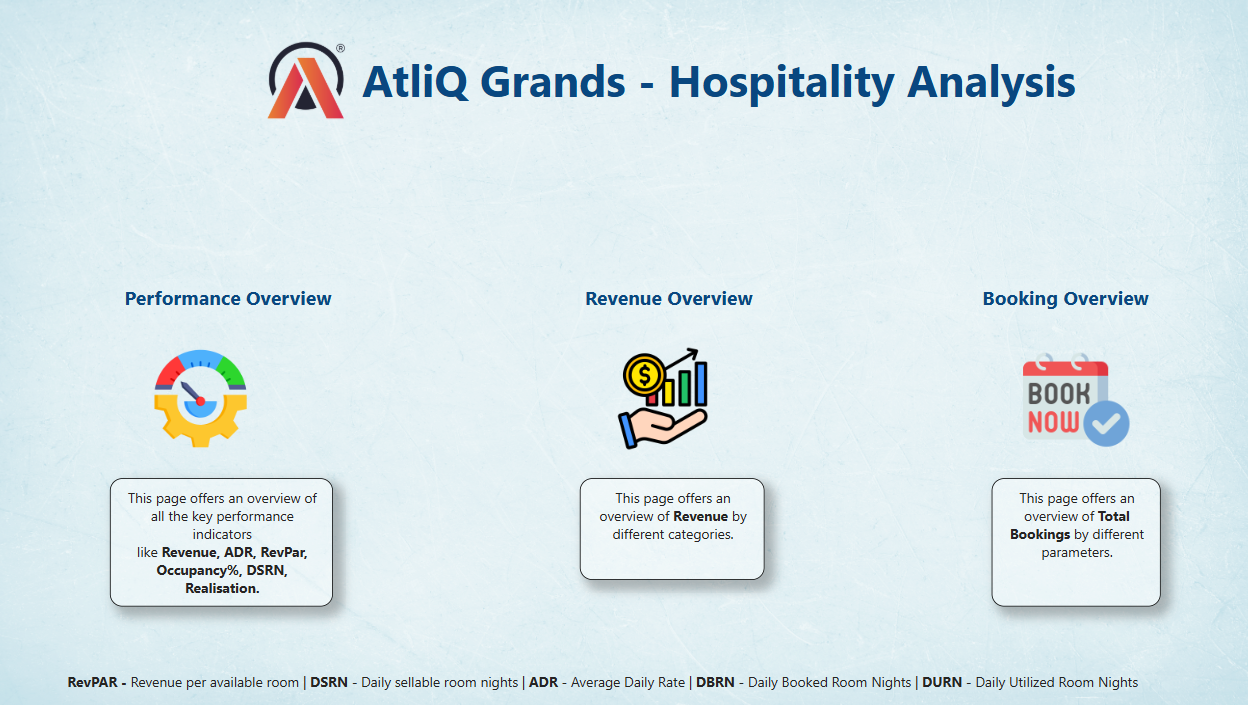 AtliQ Grands - Hospitality Analysis
®
Performance Overview
Revenue Overview
Booking Overview
$
BOOK
NOW
This page offers an overview of
all the key performance
indicators
like Revenue, ADR, RevPar,
Occupancy%, DSRN,
Realisation.
This page offers an
overview of Revenue by
different categories.
This page offers an
overview of Total
Bookings by different
parameters.
RevPAR - Revenue per available room | DSRN - Daily sellable room nights | ADR - Average Daily Rate | DBRN - Daily Booked Room Nights | DURN - Daily Utilized Room Nights